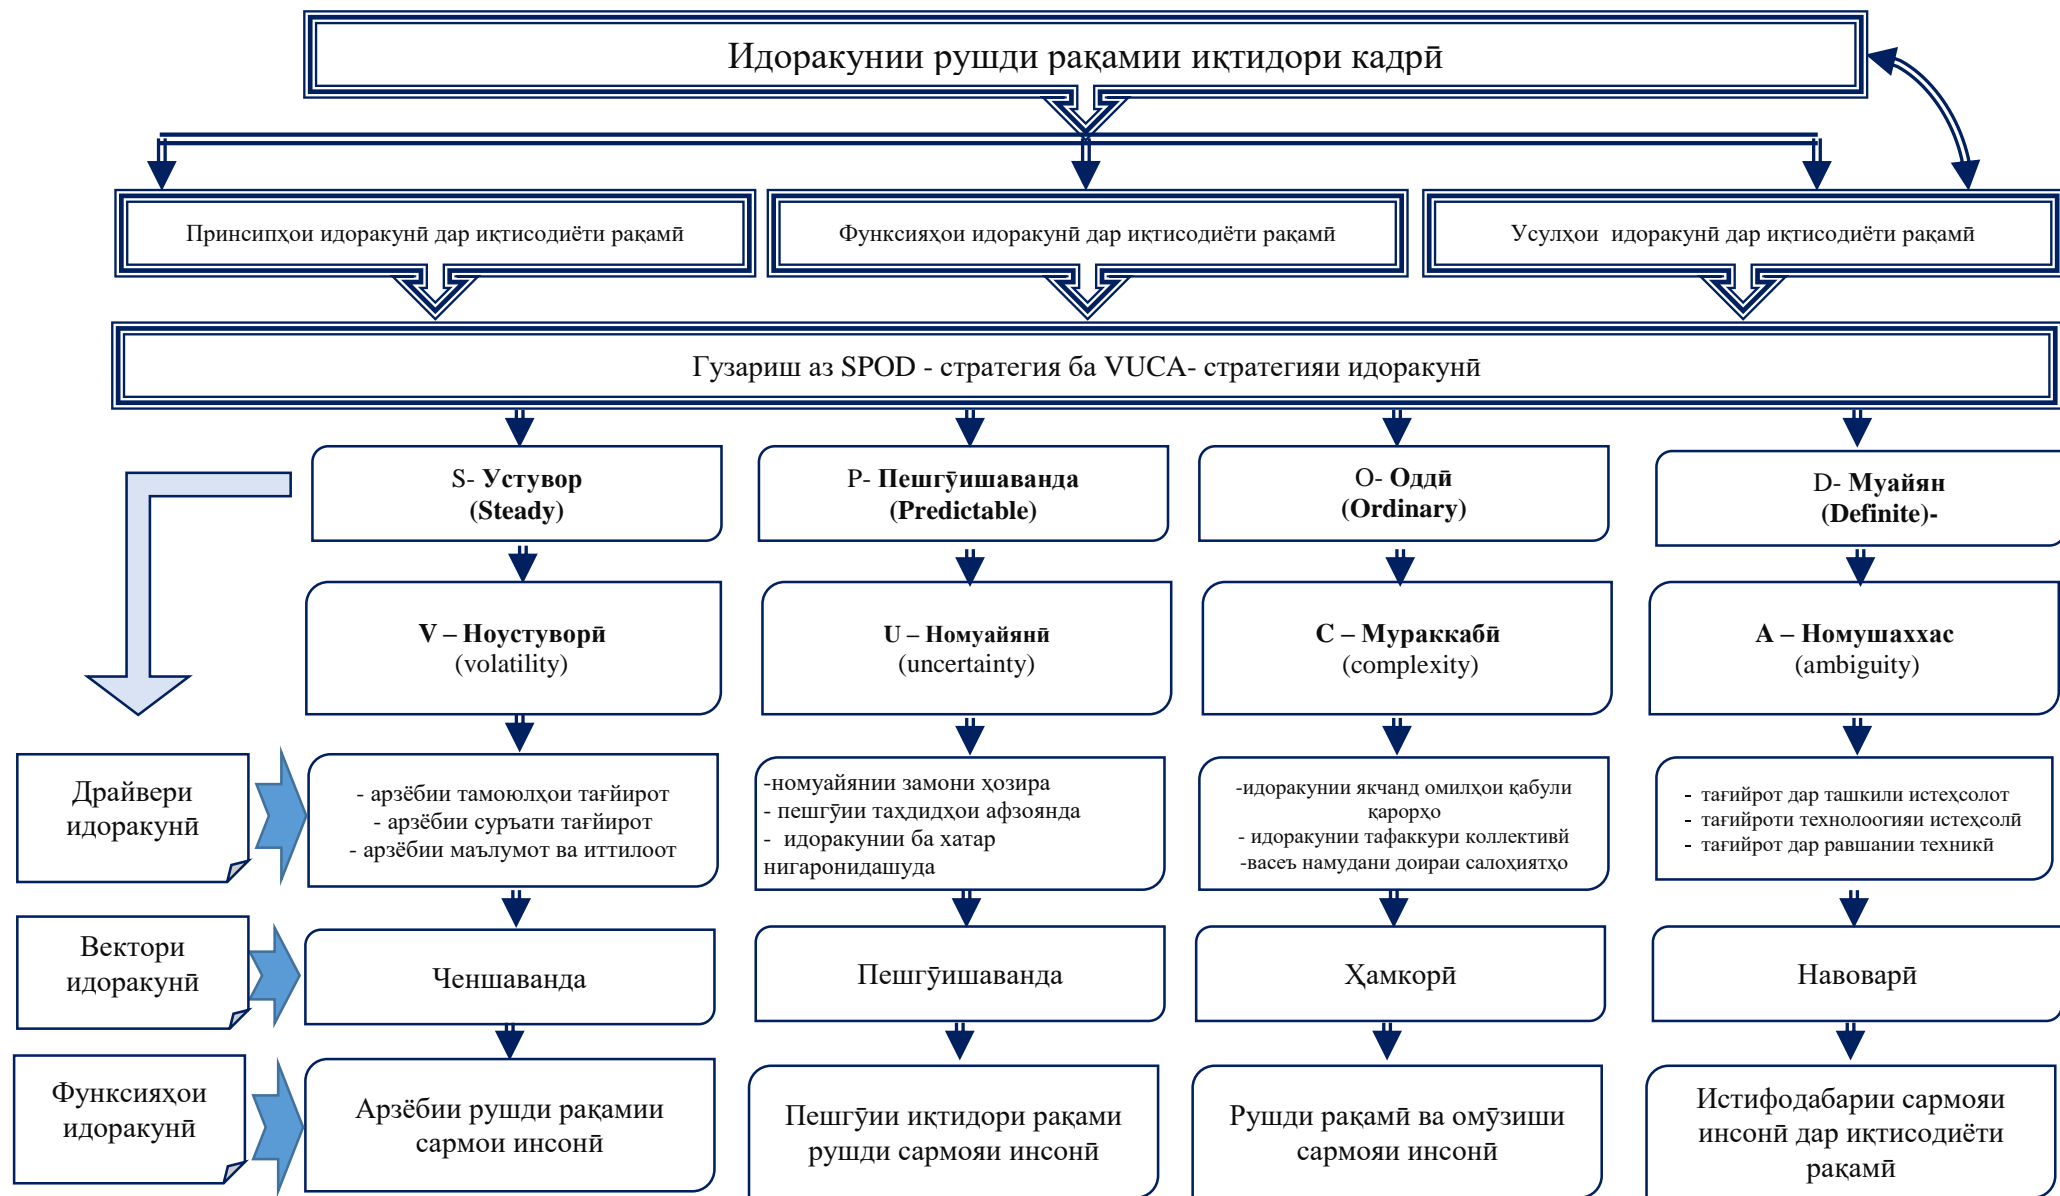 Идоракунии рушди рақамии иқтидори кадрӣ
Принсипҳои идоракунӣ дар иқтисодиёти рақамӣ
Функсияҳои идоракунӣ дар иқтисодиёти рақамӣ
Усулҳои идоракунӣ дар иқтисодиёти рақамӣ
Гузариш аз SPOD - стратегия ба VUCA- стратегияи идоракунӣ
S- Устувор
(Steady)
P- Пешгӯишаванда
(Predictable)
O- Оддӣ
(Ordinary)
D- Муайян
(Definite)-
V – Ноустуворӣ
(volatility)
U – Номуайянӣ
(uncertainty)
C – Мураккабӣ
(complexity)
A – Номушаххас
(ambiguity)
Драйвери
идоракунӣ
- арзёбии тамоюлҳои тағйирот
- арзёбии суръати тағйирот
- арзёбии маълумот ва иттилоот
-номуайянии замони ҳозира
- пешгӯии таҳдидҳои афзоянда
- идоракунии ба хатар
нигаронидашуда
-идоракунии якчанд омилҳои қабули
қарорҳо
- идоракунии тафаккури коллективӣ
-васеъ намудани доираи салоҳиятҳо
- тағийрот дар ташкили истеҳсолот
- тағийроти технолоогияи истеҳсолӣ
- тағийрот дар равшании техникӣ
Вектори
идоракунӣ
Ченшаванда
Пешгӯишаванда
Ҳамкорӣ
Навоварӣ
Функсияҳои
идоракунӣ
Арзёбии рушди рақамии
сармои инсонӣ
Пешгӯии иқтидори рақами
рушди сармояи инсонӣ
Рушди рақамӣ ва омӯзиши
сармояи инсонӣ
Истифодабарии сармояи
инсонӣ дар иқтисодиёти
рақамӣ